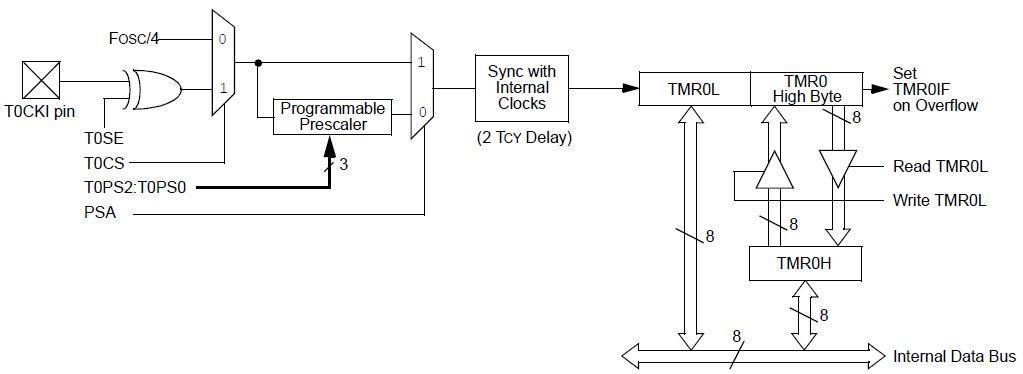 FOSC/4
0
1
T0CKI pin
T0SE
T0CS
T0PS2:T0PS0
PSA
Programmable
Prescaler
3
1
0
Sync with
Internal
Clocks
(2 TCY Delay)
TMR0L
TMR0
High Byte
Set
TMR0IF
on Overflow
8
Read TMR0L
Write TMR0L
8
8
TMR0H
8
8
Internal Data Bus